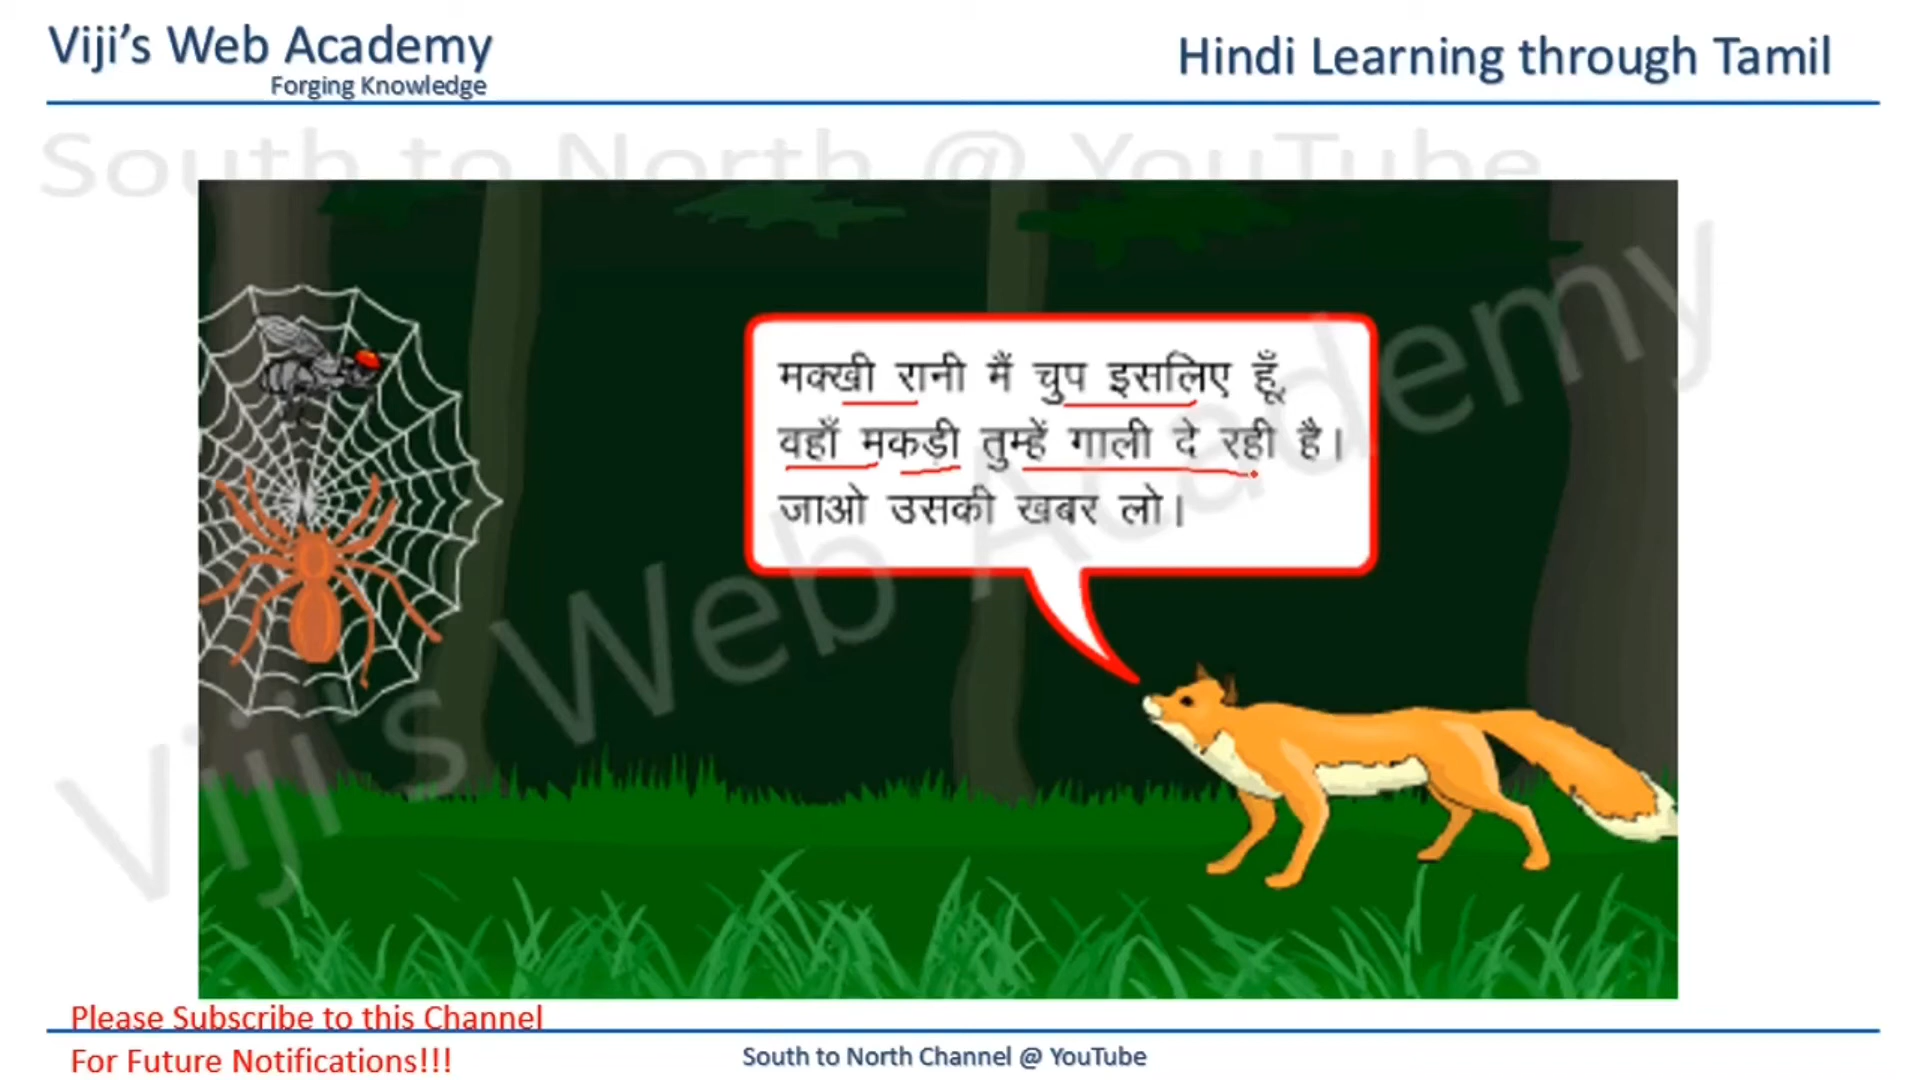 Viji's Web Academy
Forging Knowledge
Hindi Learning through Tamil
South to North @ YouTube
मक्खी रानी मैं चुप इसलिए हूँ,
वहाँ मकड़ी तुम्हें गाली दे रही है।
जाओ उसकी खबर लो।
Viji's Web Academy
Please Subscribe to this Channel
For Future Notifications!!!
South to North Channel @ YouTube